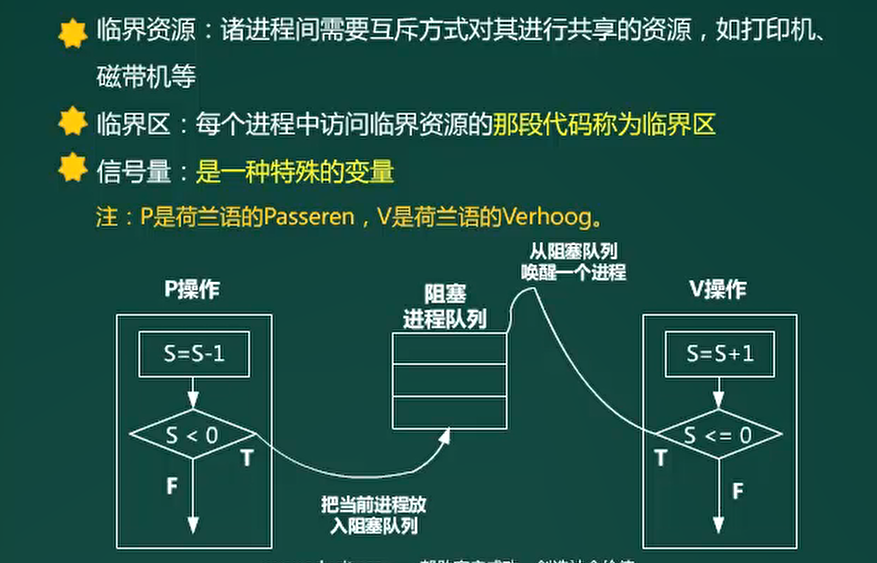 临界资源：诸进程间需要互斥方式对其进行共享的资源，如打印机、
磁带机等
临界区：每个进程中访问临界资源的那段代码称为临界区
信号量：是一种特殊的变量
注：P是荷兰语的Passeren，V是荷兰语的Verhoog。
从阻塞队列
唤醒一个进程
P操作
阻塞
进程队列
V操作
S=S-1
S=S+1
S < 0
S <= 0
T
T
F
F
把当前进程放
入阻塞队列